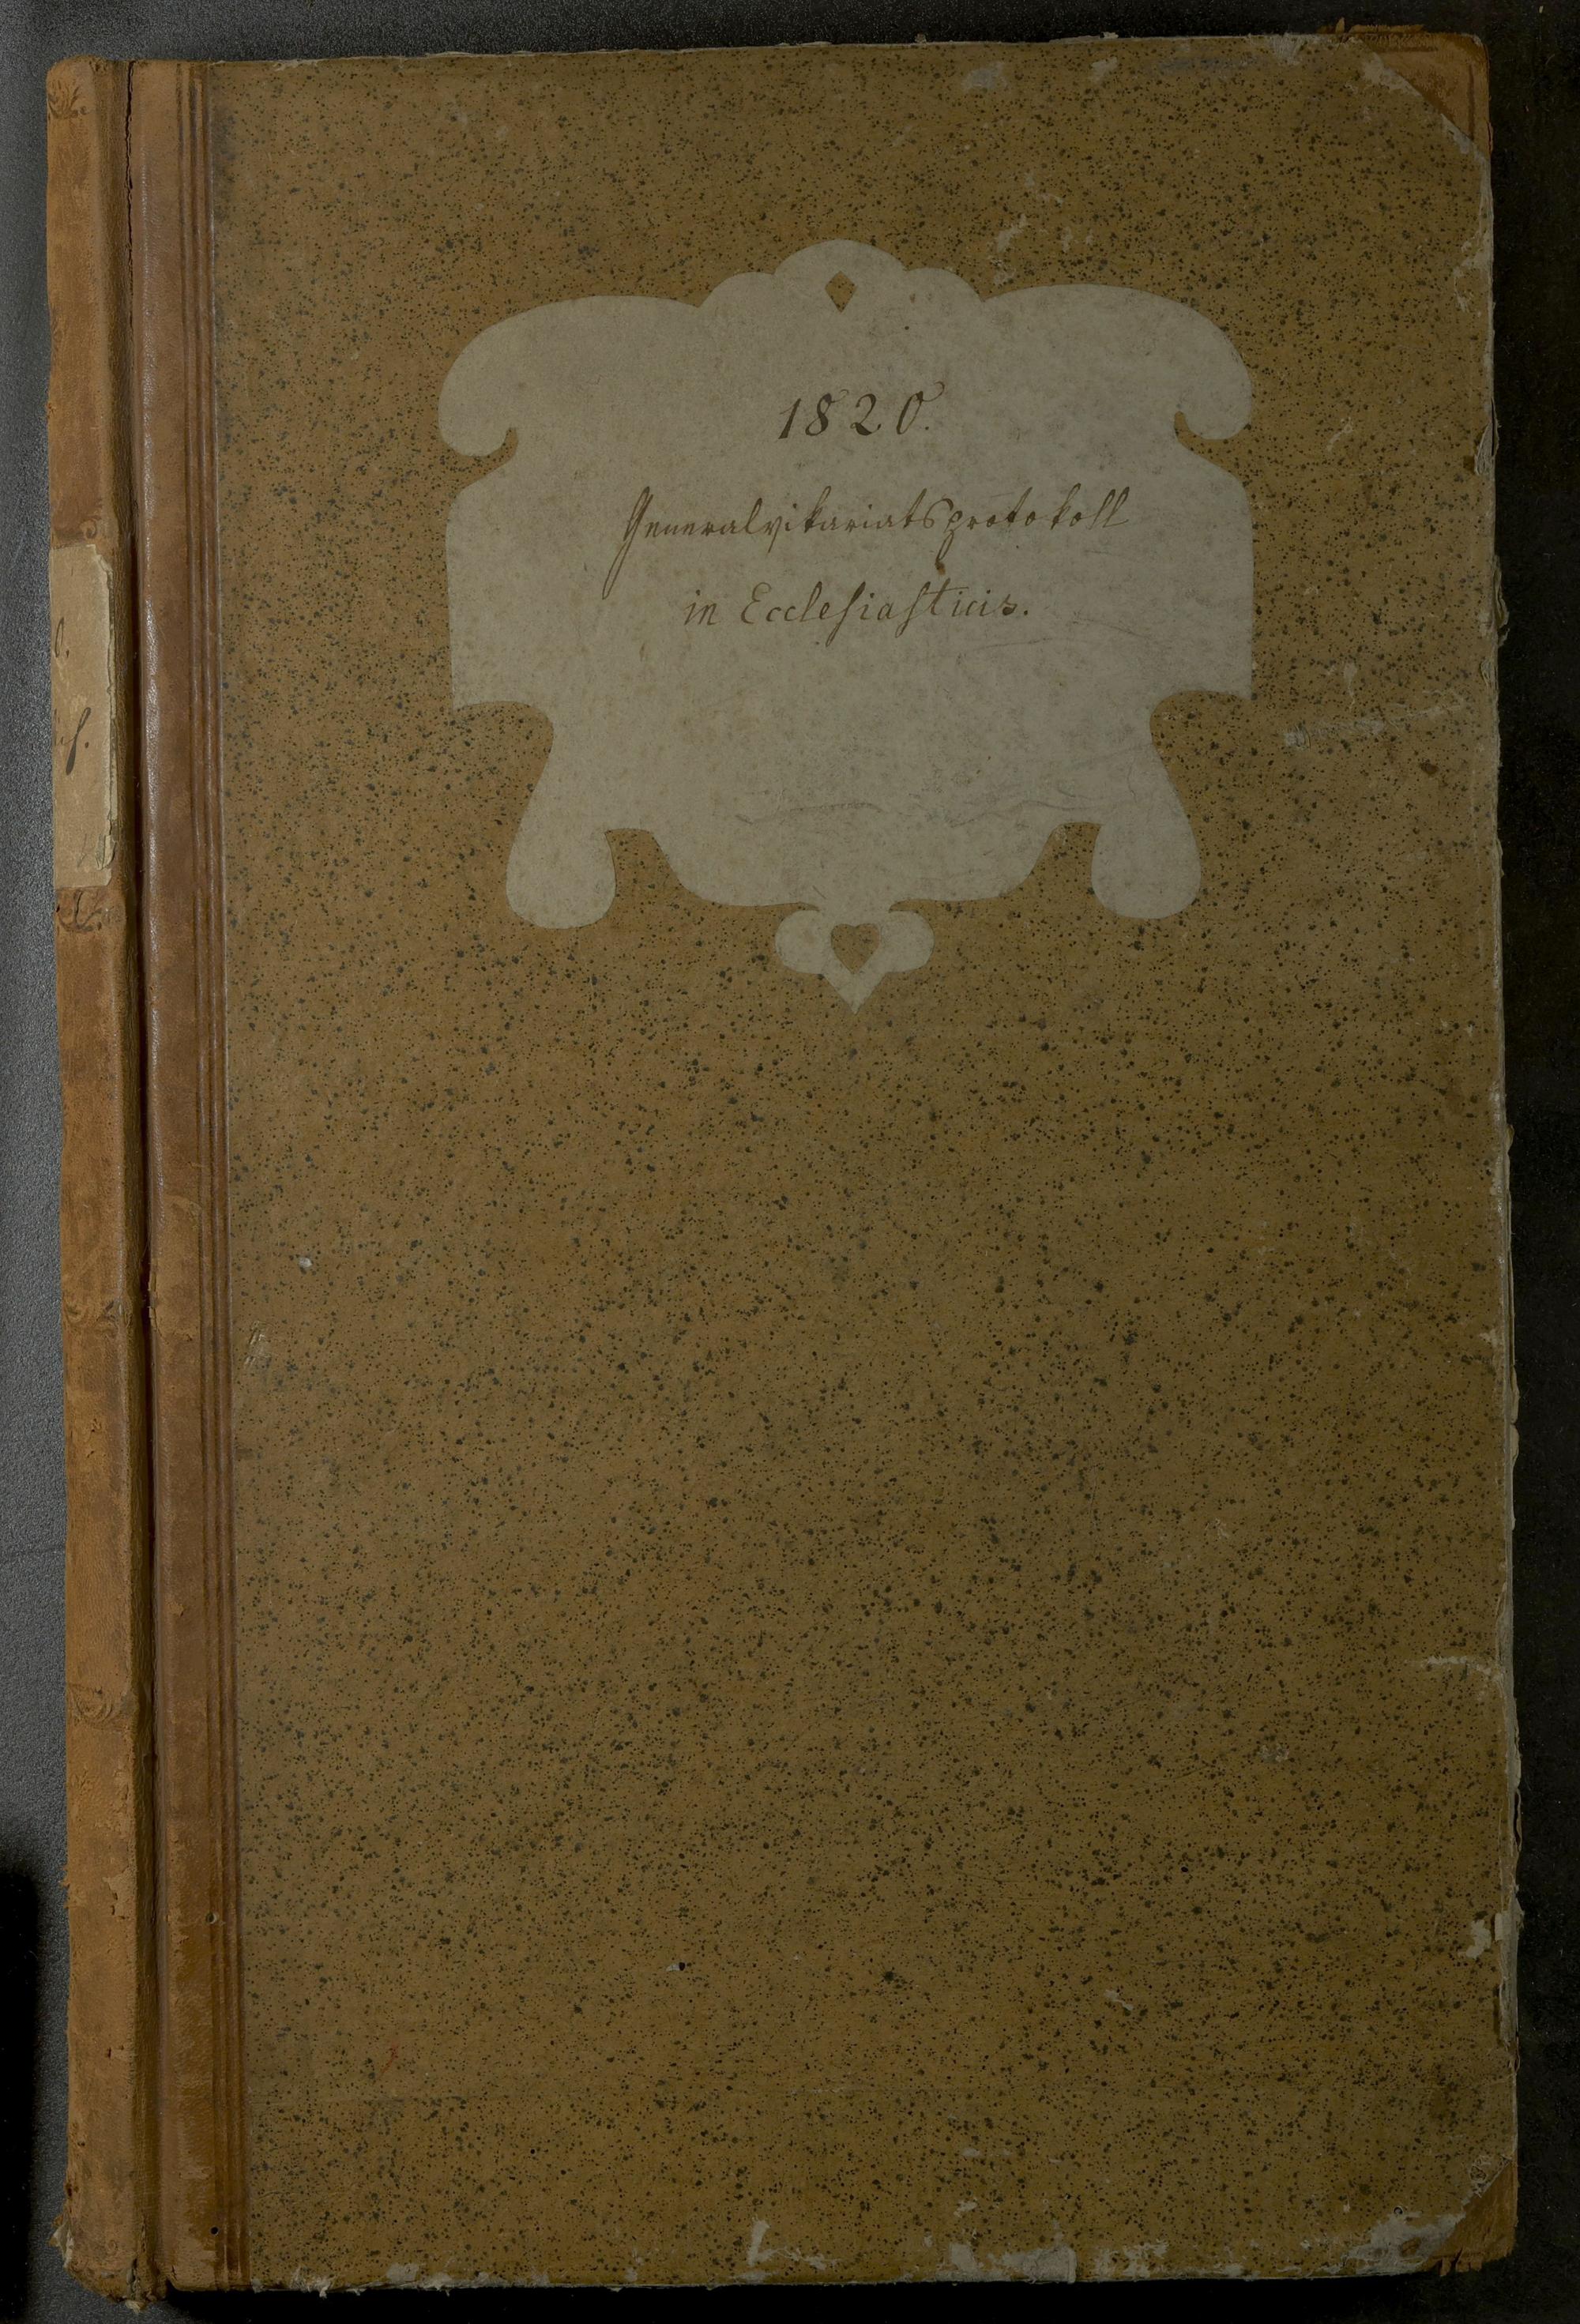 1820.
Generalvikariatsprotokoll
in Ecclesiasticis.